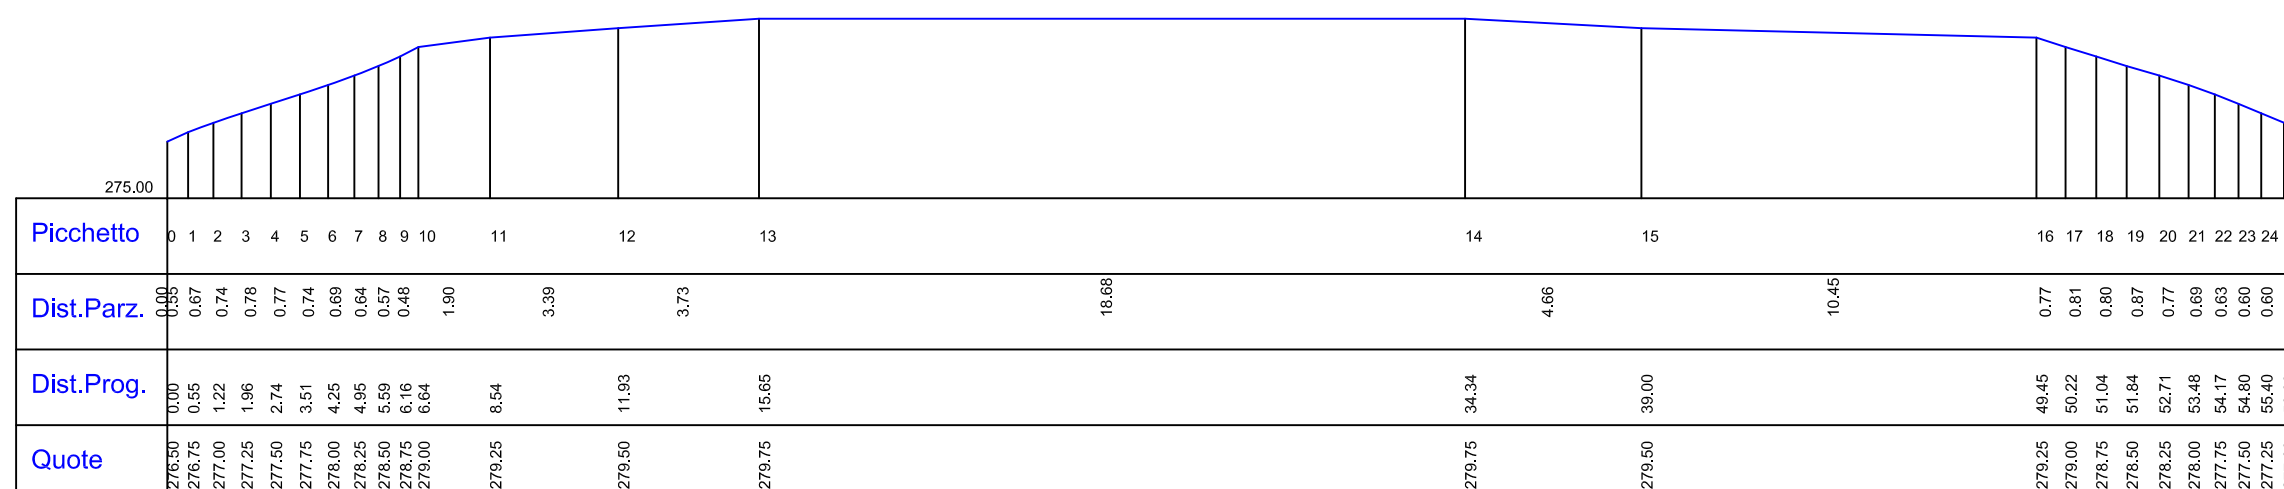 275.00
Picchetto 0 1 2 3 4 5 6 7 8 9 10 11 12 13 14 15 16 17 18 19 20 21 22 23 24
Dist.Parz. 0.00 0.55 0.67 0.74 0.78 0.77 0.74 0.69 0.64 0.57 0.48 1.90 3.39 3.73 18.68 4.66 10.45 0.77 0.81 0.80 0.87 0.77 0.69 0.63 0.60 0.60
Dist.Prog. 0.00 0.55 1.22 1.96 2.74 3.51 4.25 4.95 5.59 6.16 6.64 8.54 11.93 15.65 34.34 39.00 49.45 50.22 51.04 51.84 52.71 53.48 54.17 54.80 55.40
Quote 276.50 276.75 277.00 277.25 277.50 277.75 278.00 278.25 278.50 278.75 279.00 279.25 279.50 279.75 279.75 279.50 279.25 279.00 278.75 278.50 278.25 278.00 277.75 277.50 277.25